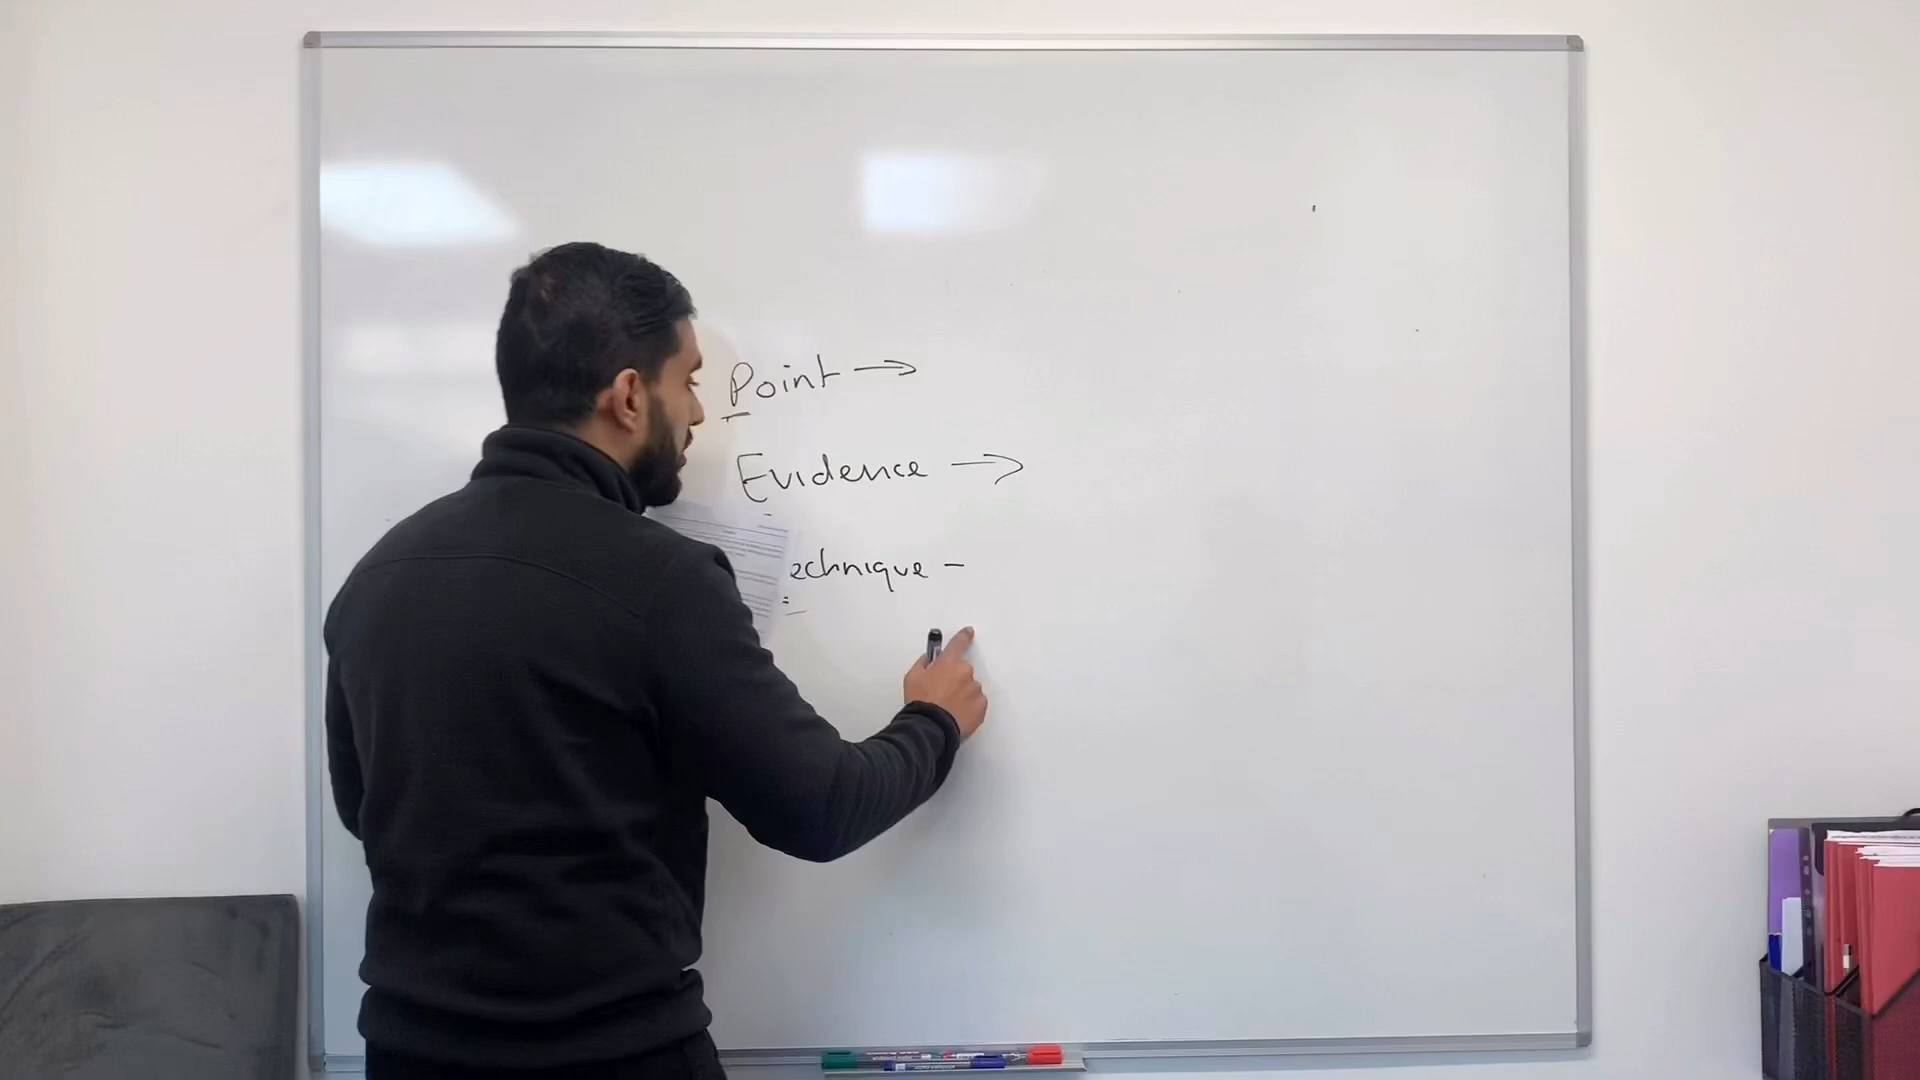 Point →
Evidence →
echnique -